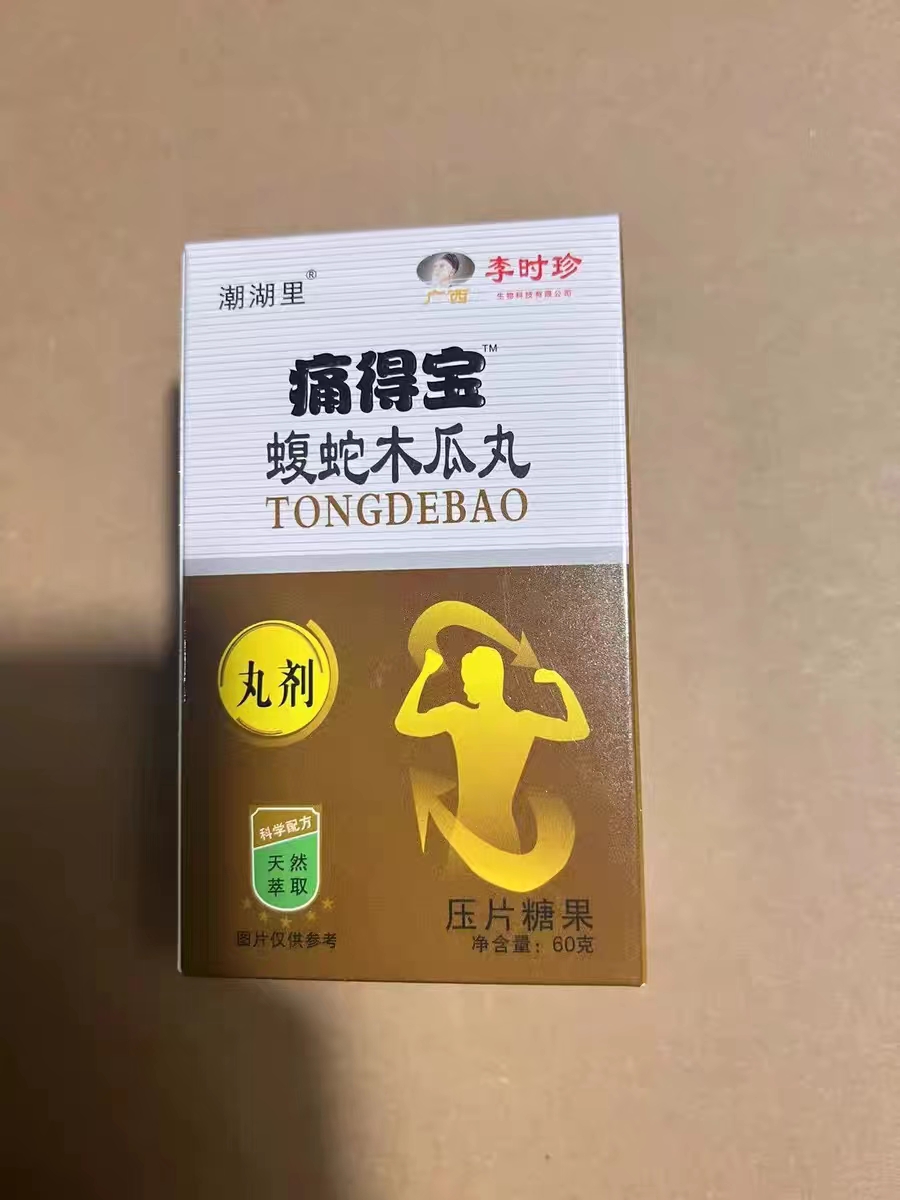 潮湖里®
广西
李时珍
生物科技有限公司
痛得宝™
蝮蛇木瓜丸
TONGDEBAO
丸剂
科学配方
天然
萃取
图片仅供参考
压片糖果
净含量：60克